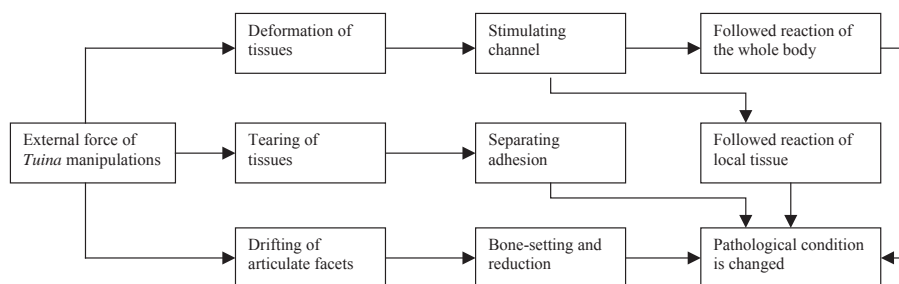 Deformation of
tissues
Stimulating
channel
Followed reaction of
the whole body
External force of
Tuina manipulations
Tearing of
tissues
Separating
adhesion
Followed reaction of
local tissue
Drifting of
articulate facets
Bone-setting and
reduction
Pathological condition
is changed